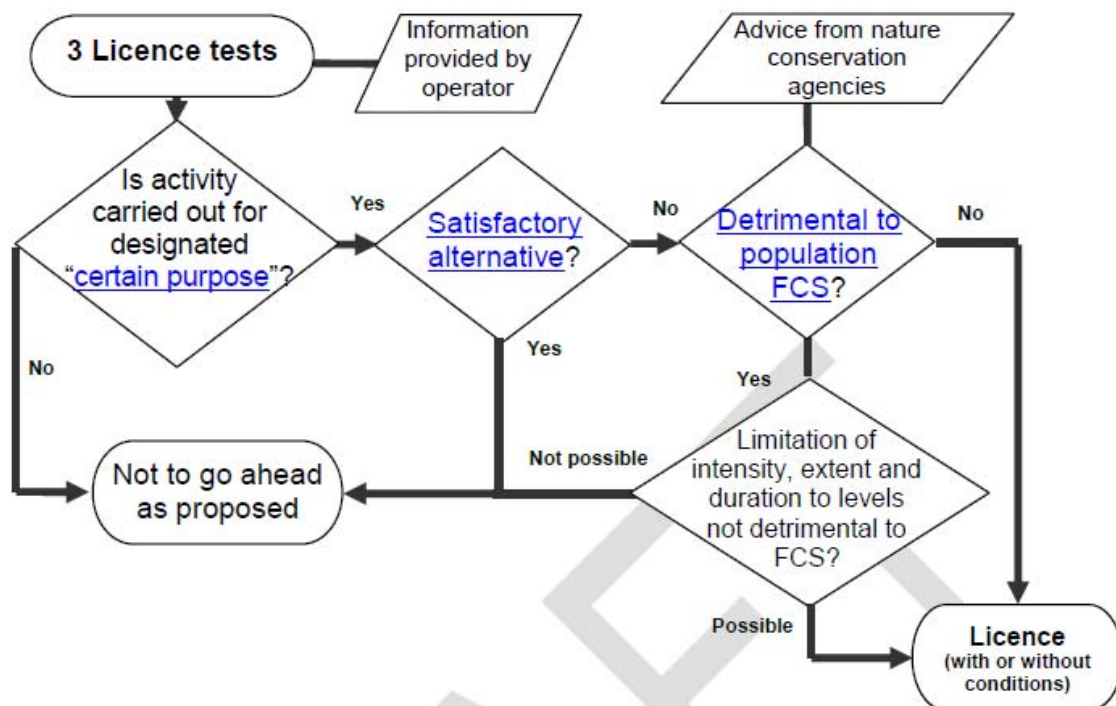 3 Licence tests
Information
provided by
operator
Advice from nature
conservation
agencies
Is activity
carried out for
designated
“certain purpose”?
Yes
Satisfactory
alternative?
No
Detrimental to
population
FCS?
No
No
Yes
Yes
Not to go ahead
as proposed
Not possible
Limitation of
intensity, extent and
duration to levels
not detrimental to
FCS?
Possible
Licence
(with or without
conditions)